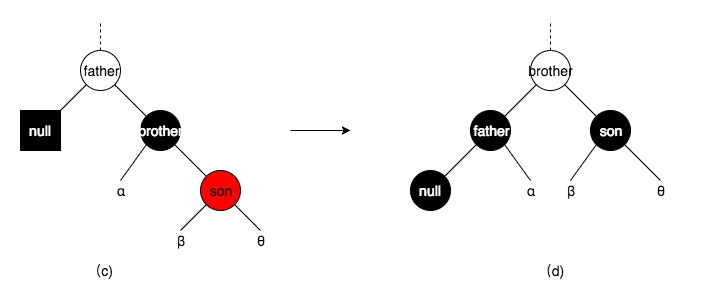 father
null
brother
α
son
β
θ
(c)
brother
father
son
null
α
β
θ
(d)